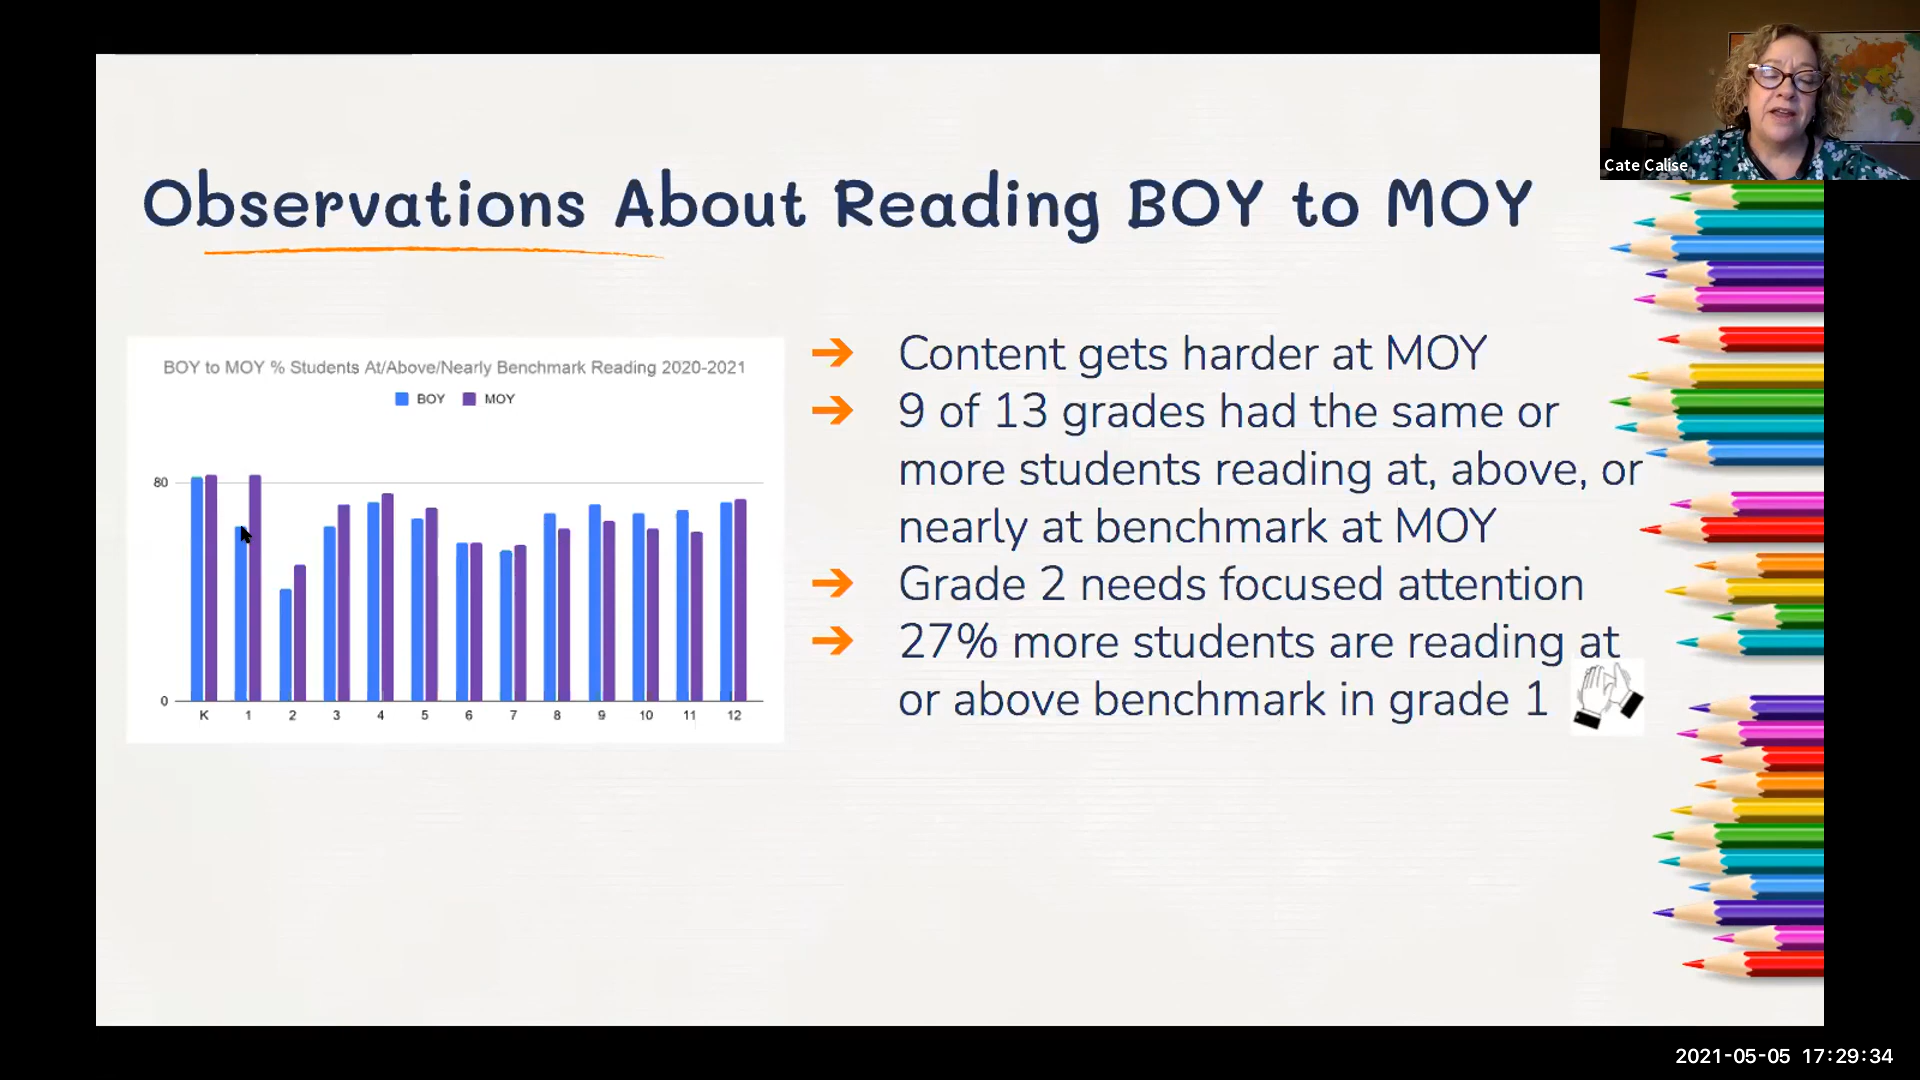 Cate Calise
Observations About Reading BOY to MOY
BOY to MOY % Students At/Above/Nearly Benchmark Reading 2020-2021
BOY MOY
80
0
K 1 2 3 4 5 6 7 8 9 10 11 12
➔ Content gets harder at MOY
➔ 9 of 13 grades had the same or
more students reading at, above, or
nearly at benchmark at MOY
➔ Grade 2 needs focused attention
➔ 27% more students are reading at
or above benchmark in grade 1
2021-05-05 17:29:34